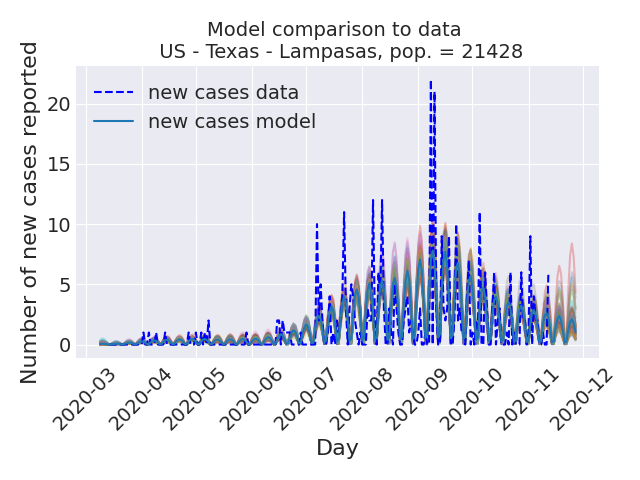 Model comparison to data
US - Texas - Lampasas, pop. = 21428
Number of new cases reported
20
15
10
5
0
new cases data
new cases model
2020-03
2020-04
2020-05
2020-06
2020-07
2020-08
2020-09
2020-10
2020-11
2020-12
Day